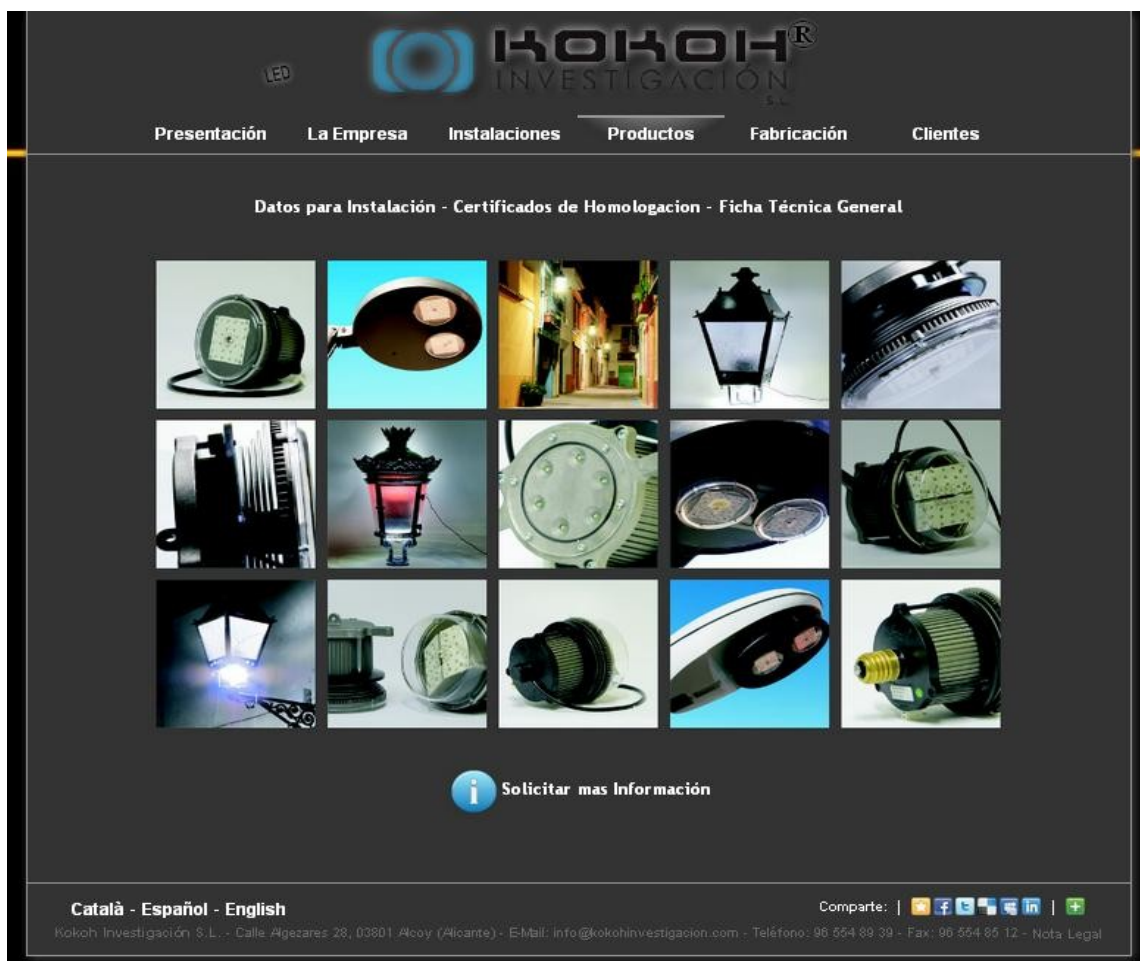 LED
KOKOH®
INVESTIGACIÓN
S.L.
Presentación La Empresa Instalaciones Productos Fabricación Clientes
Datos para Instalación - Certificados de Homologacion - Ficha Técnica General
i Solicitar mas Información
Català - Español - English
Comparte: |
Kokoh Investigación S.L. - Calle Algezares 28, 03801 Alcoy (Alicante) - E-Mail: info@kokohinvestigacion.com - Teléfono: 96 554 89 39 - Fax: 96 554 85 12 - Nota Legal